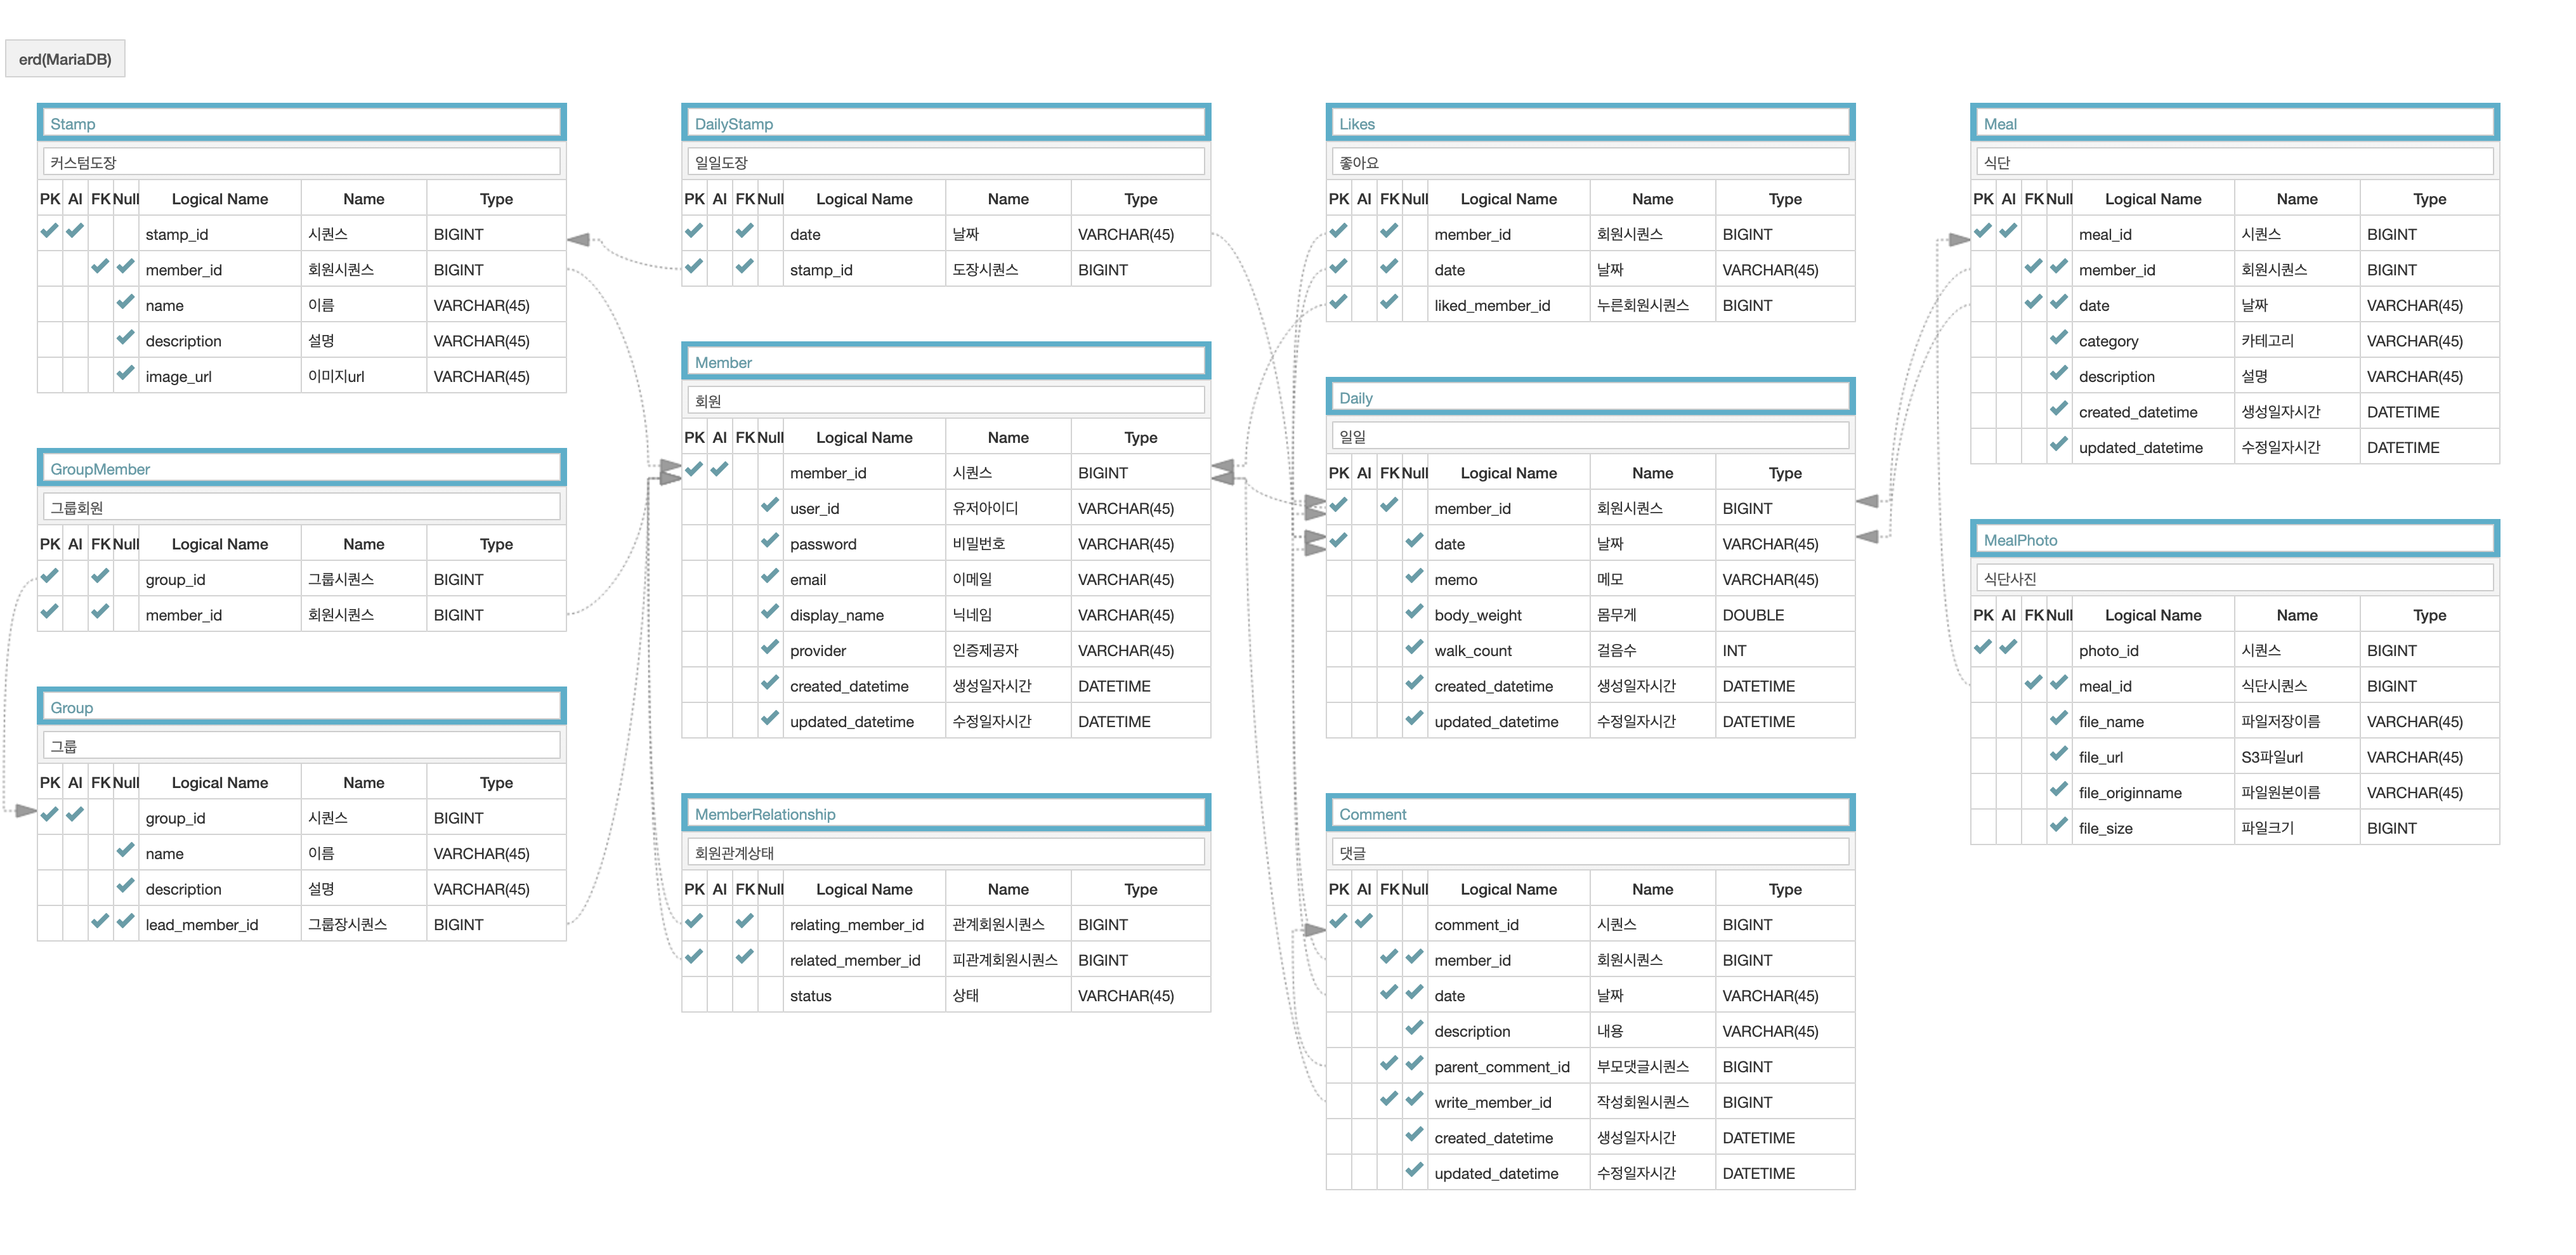 erd(MariaDB)
Stamp
커스텀도장
PK AI FK Null Logical Name Name Type
stamp_id 시퀀스 BIGINT
member_id 회원시퀀스 BIGINT
name 이름 VARCHAR(45)
description 설명 VARCHAR(45)
image_url 이미지url VARCHAR(45)
GroupMember
그룹회원
PK AI FK Null Logical Name Name Type
group_id 그룹시퀀스 BIGINT
member_id 회원시퀀스 BIGINT
Group
그룹
PK AI FK Null Logical Name Name Type
group_id 시퀀스 BIGINT
name 이름 VARCHAR(45)
description 설명 VARCHAR(45)
lead_member_id 그룹장시퀀스 BIGINT
DailyStamp
일일도장
PK AI FK Null Logical Name Name Type
date 날짜 VARCHAR(45)
stamp_id 도장시퀀스 BIGINT
Member
회원
PK AI FK Null Logical Name Name Type
member_id 시퀀스 BIGINT
user_id 유저아이디 VARCHAR(45)
password 비밀번호 VARCHAR(45)
email 이메일 VARCHAR(45)
display_name 닉네임 VARCHAR(45)
provider 인증제공자 VARCHAR(45)
created_datetime 생성일자시간 DATETIME
updated_datetime 수정일자시간 DATETIME
MemberRelationship
회원관계상태
PK AI FK Null Logical Name Name Type
relating_member_id 관계회원시퀀스 BIGINT
related_member_id 피관계회원시퀀스 BIGINT
status 상태 VARCHAR(45)
Likes
좋아요
PK AI FK Null Logical Name Name Type
member_id 회원시퀀스 BIGINT
date 날짜 VARCHAR(45)
liked_member_id 누른회원시퀀스 BIGINT
Daily
일일
PK AI FK Null Logical Name Name Type
member_id 회원시퀀스 BIGINT
date 날짜 VARCHAR(45)
memo 메모 VARCHAR(45)
body_weight 몸무게 DOUBLE
walk_count 걸음수 INT
created_datetime 생성일자시간 DATETIME
updated_datetime 수정일자시간 DATETIME
Comment
댓글
PK AI FK Null Logical Name Name Type
comment_id 시퀀스 BIGINT
member_id 회원시퀀스 BIGINT
date 날짜 VARCHAR(45)
description 내용 VARCHAR(45)
parent_comment_id 부모댓글시퀀스 BIGINT
write_member_id 작성회원시퀀스 BIGINT
created_datetime 생성일자시간 DATETIME
updated_datetime 수정일자시간 DATETIME
Meal
식단
PK AI FK Null Logical Name Name Type
meal_id 시퀀스 BIGINT
member_id 회원시퀀스 BIGINT
date 날짜 VARCHAR(45)
category 카테고리 VARCHAR(45)
description 설명 VARCHAR(45)
created_datetime 생성일자시간 DATETIME
updated_datetime 수정일자시간 DATETIME
MealPhoto
식단사진
PK AI FK Null Logical Name Name Type
photo_id 시퀀스 BIGINT
meal_id 식단시퀀스 BIGINT
file_name 파일저장이름 VARCHAR(45)
file_url S3파일url VARCHAR(45)
file_originname 파일원본이름 VARCHAR(45)
file_size 파일크기 BIGINT